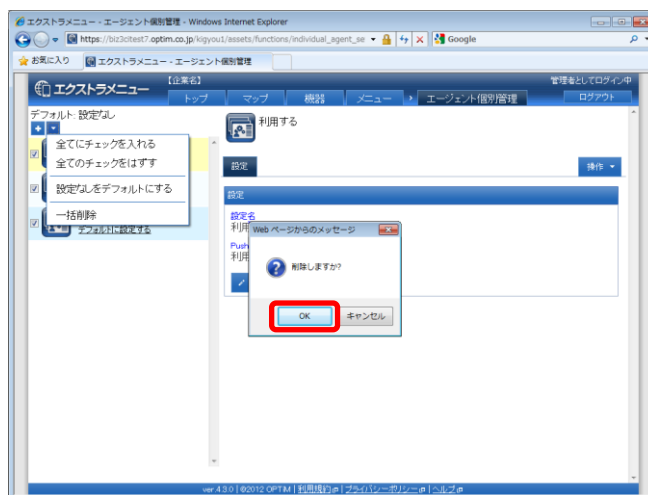 エクストラメニュー - エージェント個別管理 - Windows Internet Explorer
https://biz3citest7.optim.co.jp/kigyou1/assets/functions/individual_agent_se
Google
お気に入り
エクストラメニュー - エージェント個別管理
エクストラメニュー
【企業名】
管理者としてログイン中
トップ
マップ
機器
メニュー
エージェント個別管理
ログアウト
デフォルト: 設定なし
全てにチェックを入れる
全てのチェックをはずす
設定なしをデフォルトにする
一括削除
デフォルトに設定する
利用する
設定
操作
設定
設定名
利用
Push
利用
Web ページからのメッセージ
削除しますか?
OK
キャンセル
ver.4.3.0 | ©2012 OPTiM | 利用規約 | プライバシーポリシー | ヘルプ